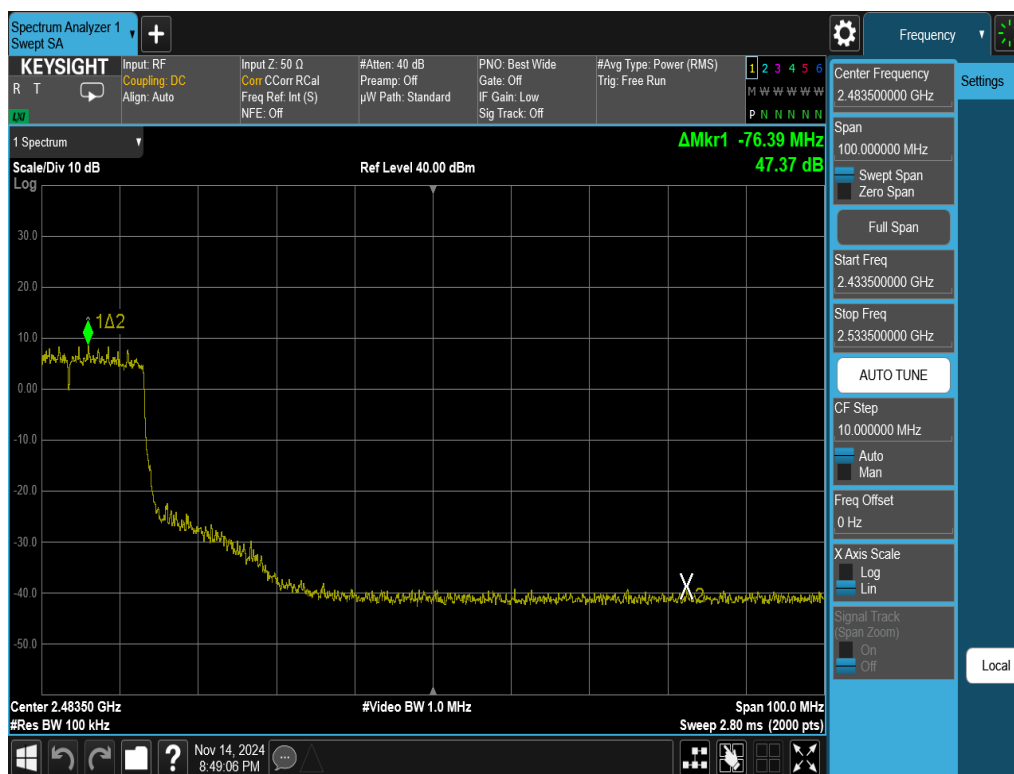 Spectrum Analyzer 1
Swept SA
+
Frequency
KEYSIGHT
R T
LXI
Input: RF
Coupling: DC
Align: Auto
Input Z: 50 Ω
Corr CCorr RCal
Freq Ref: Int (S)
NFE: Off
#Atten: 40 dB
Preamp: Off
µW Path: Standard
PNO: Best Wide
Gate: Off
IF Gain: Low
Sig Track: Off
#Avg Type: Power (RMS)
Trig: Free Run
1 2 3 4 5 6
M W W W W W
P N N N N N
1 Spectrum
Scale/Div 10 dB
Log
Ref Level 40.00 dBm
ΔMkr1 -76.39 MHz
47.37 dB
30.0
20.0
10.0
0.00
-10.0
-20.0
-30.0
-40.0
-50.0
1Δ2
X2
Center 2.48350 GHz
#Res BW 100 kHz
#Video BW 1.0 MHz
Span 100.0 MHz
Sweep 2.80 ms (2000 pts)
?
Nov 14, 2024
8:49:06 PM
Center Frequency
2.483500000 GHz
Span
100.000000 MHz
Swept Span
Zero Span
Full Span
Start Freq
2.433500000 GHz
Stop Freq
2.533500000 GHz
AUTO TUNE
CF Step
10.000000 MHz
Auto
Man
Freq Offset
0 Hz
X Axis Scale
Log
Lin
Signal Track
(Span Zoom)
On
Off
Settings
Local